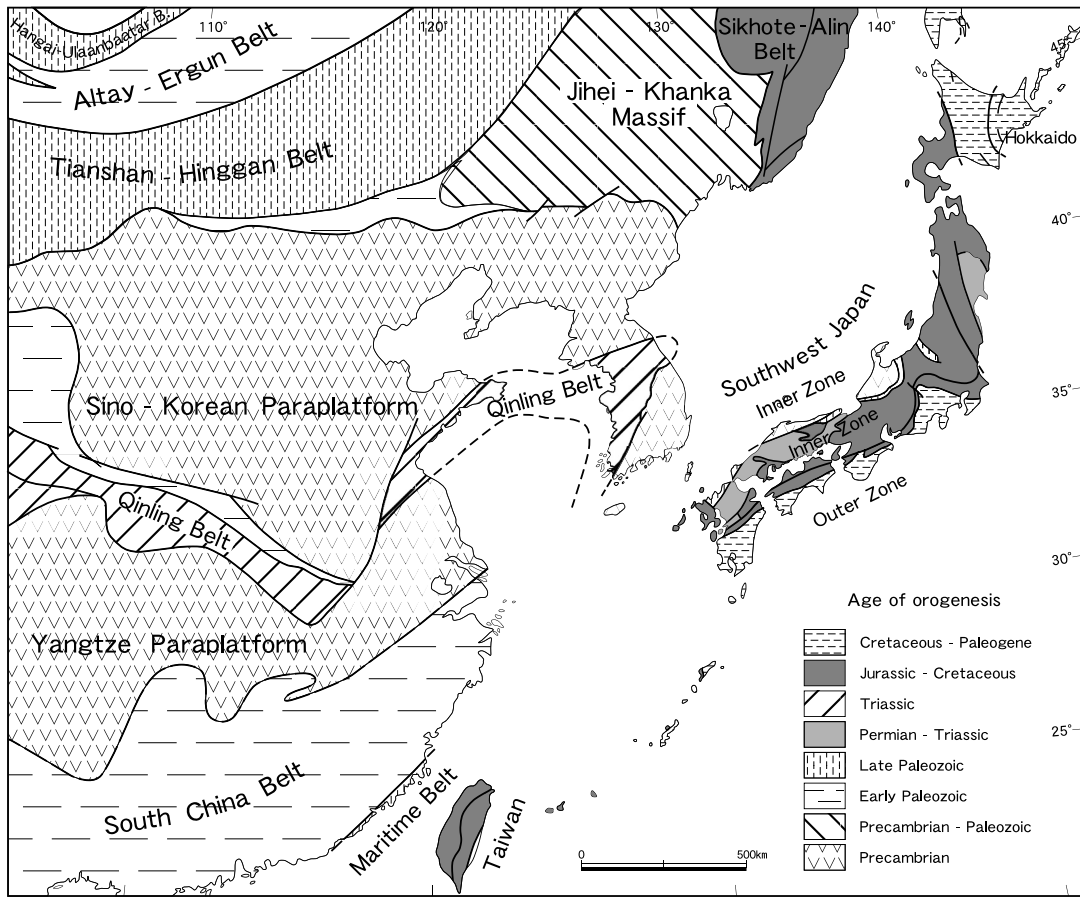 110°
120°
130°
140°
45°
Hangai-Ulaanbaatar B.
Altay - Ergun Belt
Sikhote-Alin
Belt
Jihei - Khanka
Massif
Hokkaido
Tianshan - Hinggan Belt
40°
Southwest Japan
Inner Zone
35°
Sino - Korean Paraplatform
Qinling Belt
Inner Zone
Outer Zone
Qinling Belt
30°
Yangtze Paraplatform
25°
South China Belt
Maritime Belt
Taiwan
0
500km
Age of orogenesis
Cretaceous - Paleogene
Jurassic - Cretaceous
Triassic
Permian - Triassic
Late Paleozoic
Early Paleozoic
Precambrian - Paleozoic
Precambrian